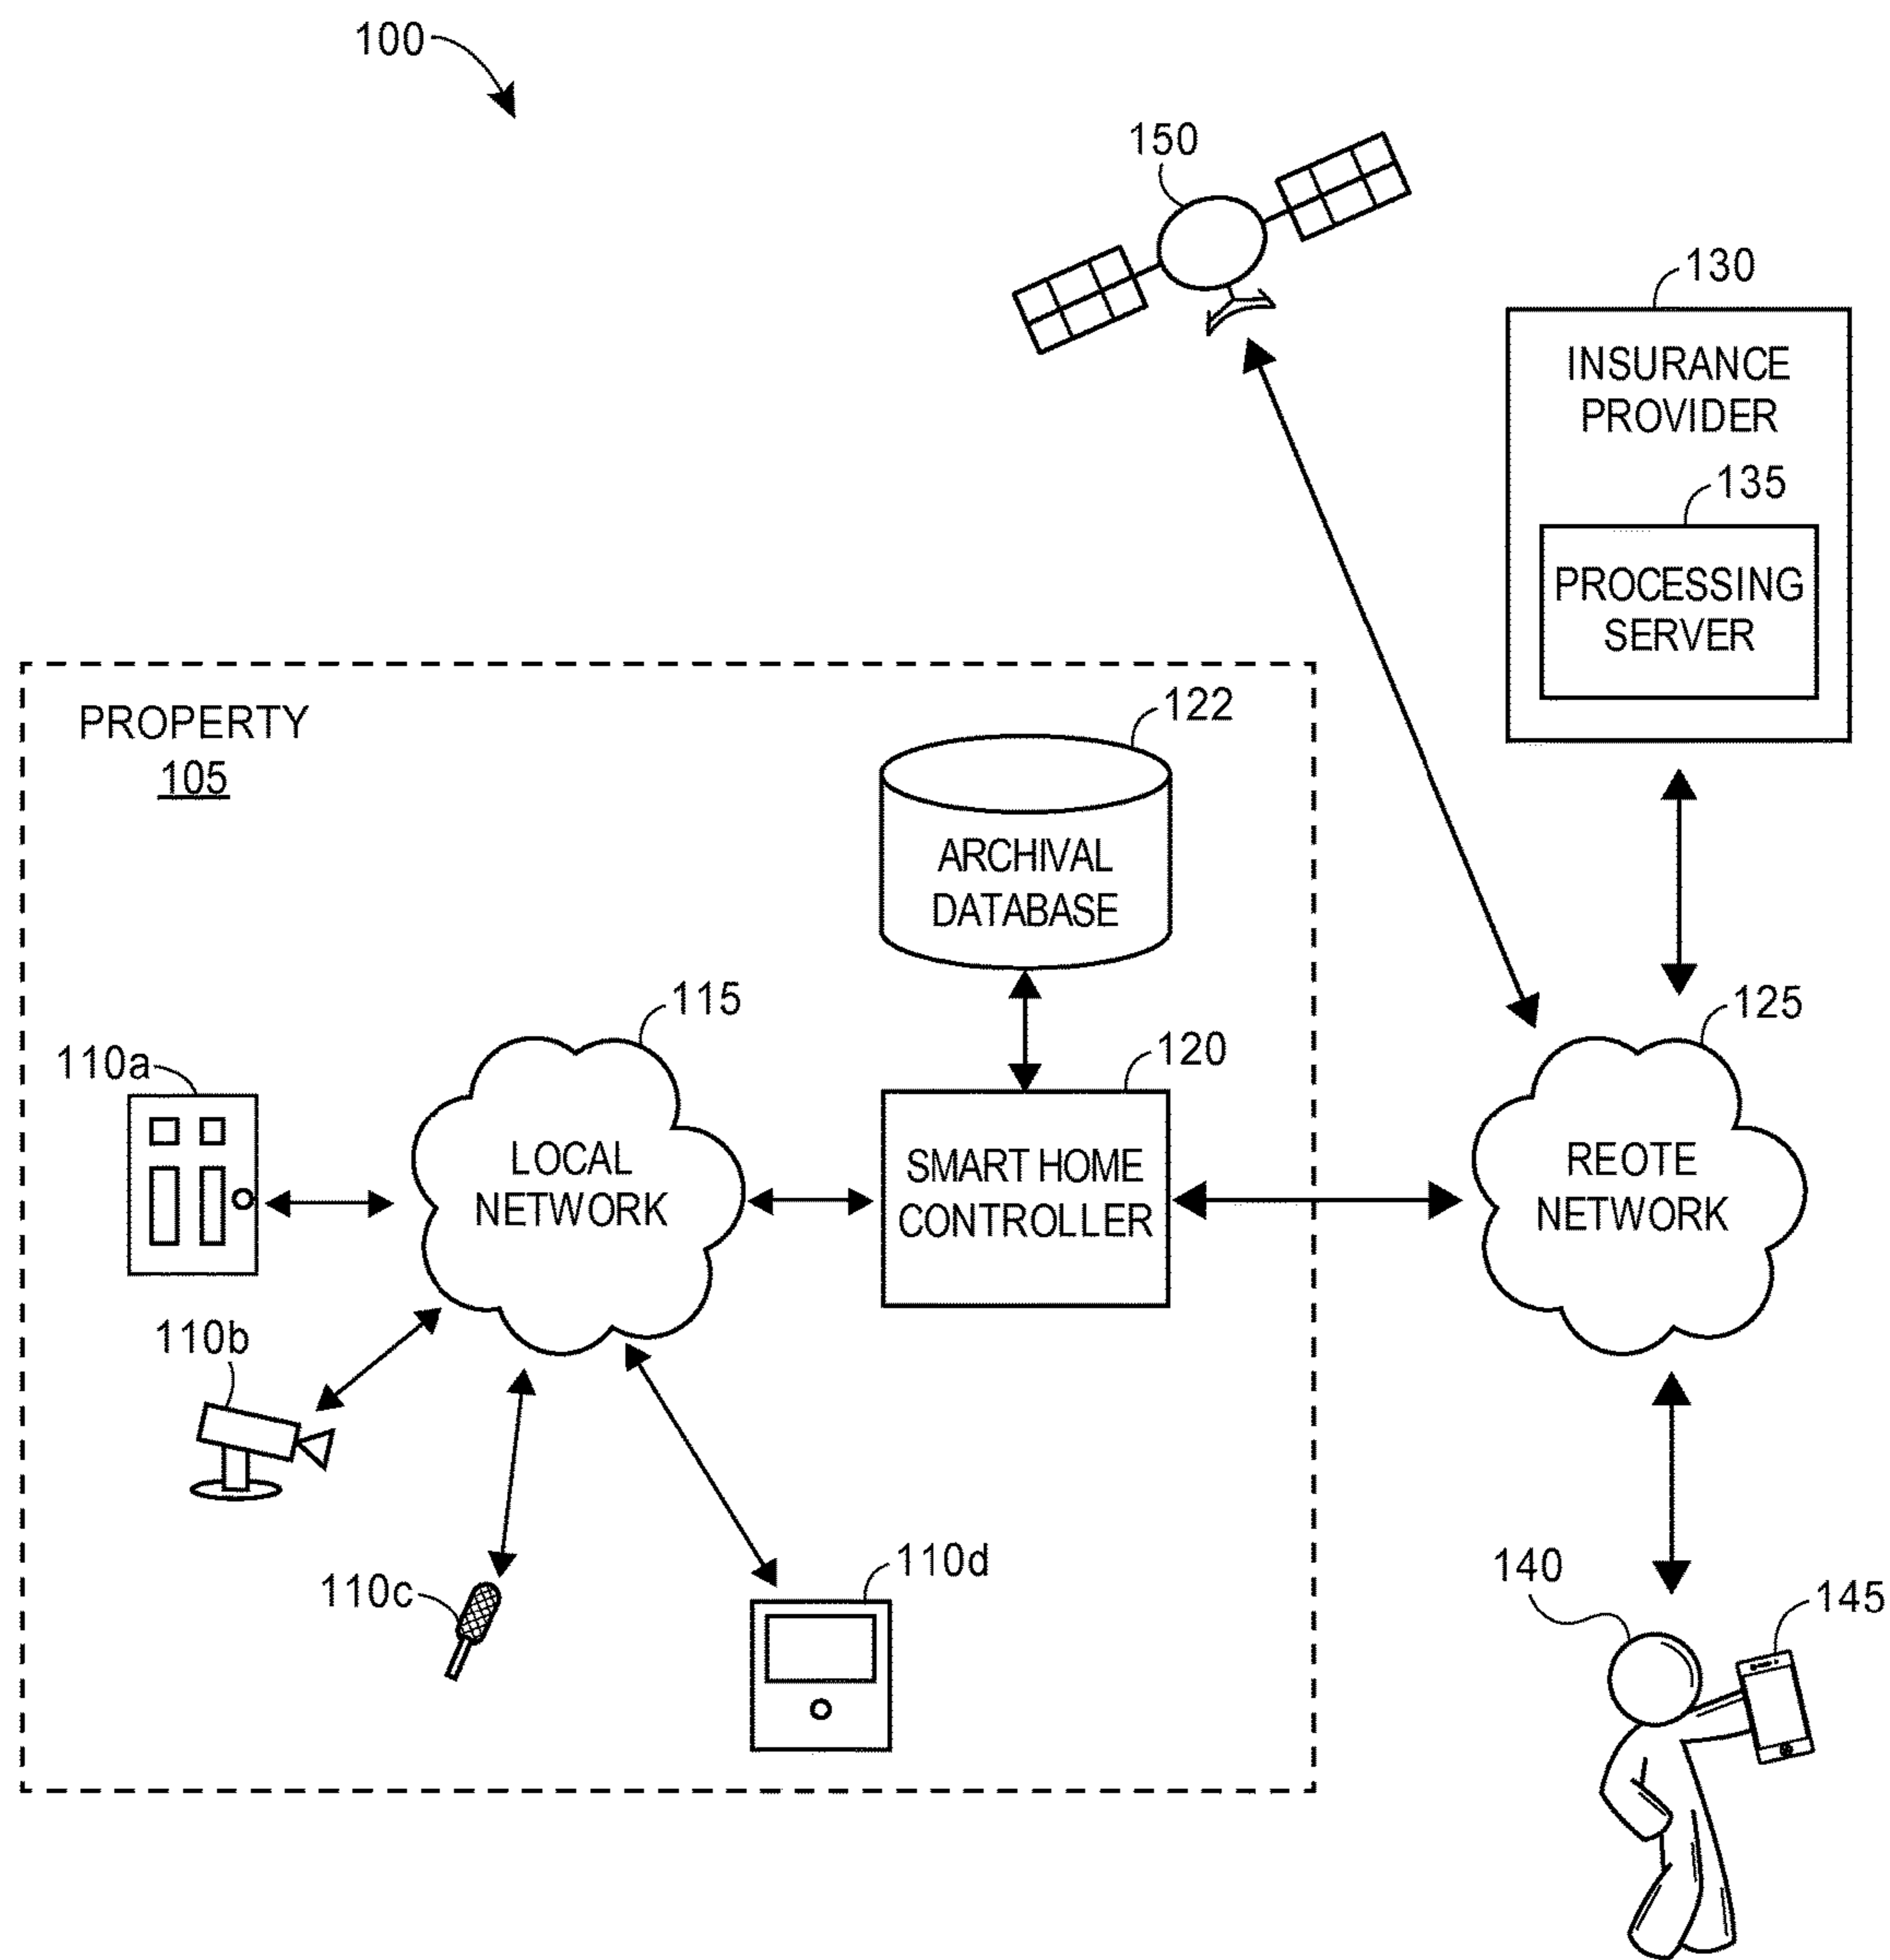 100
150
130
INSURANCE
PROVIDER
135
PROCESSING
SERVER
PROPERTY
105
122
ARCHIVAL
DATABASE
115
120
125
110a
LOCAL
NETWORK
SMART HOME
CONTROLLER
REOTE
NETWORK
110b
110c
110d
140
145